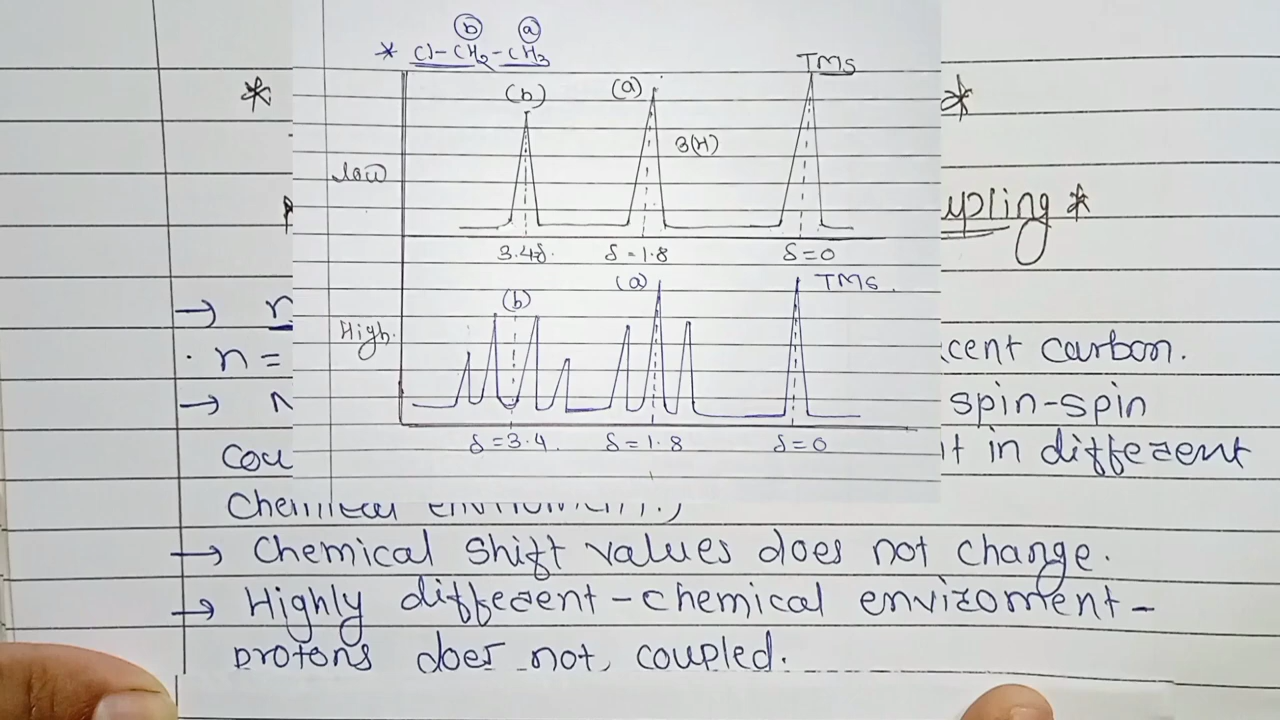 (b) (a)
* Cl-CH2-CH3
TMS
(b) (a)
3(H)
low
3.4δ. δ=1.8 δ=0
(a) TMS.
(b)
High.
δ=3.4. δ=1.8 δ=0
* *
upling *
→
. n = cent carbon.
→ spin-spin
cou it in different
chemical
→ Chemical shift values does not change.
→ Highly different-chemical enviroment-
protons does not, coupled.